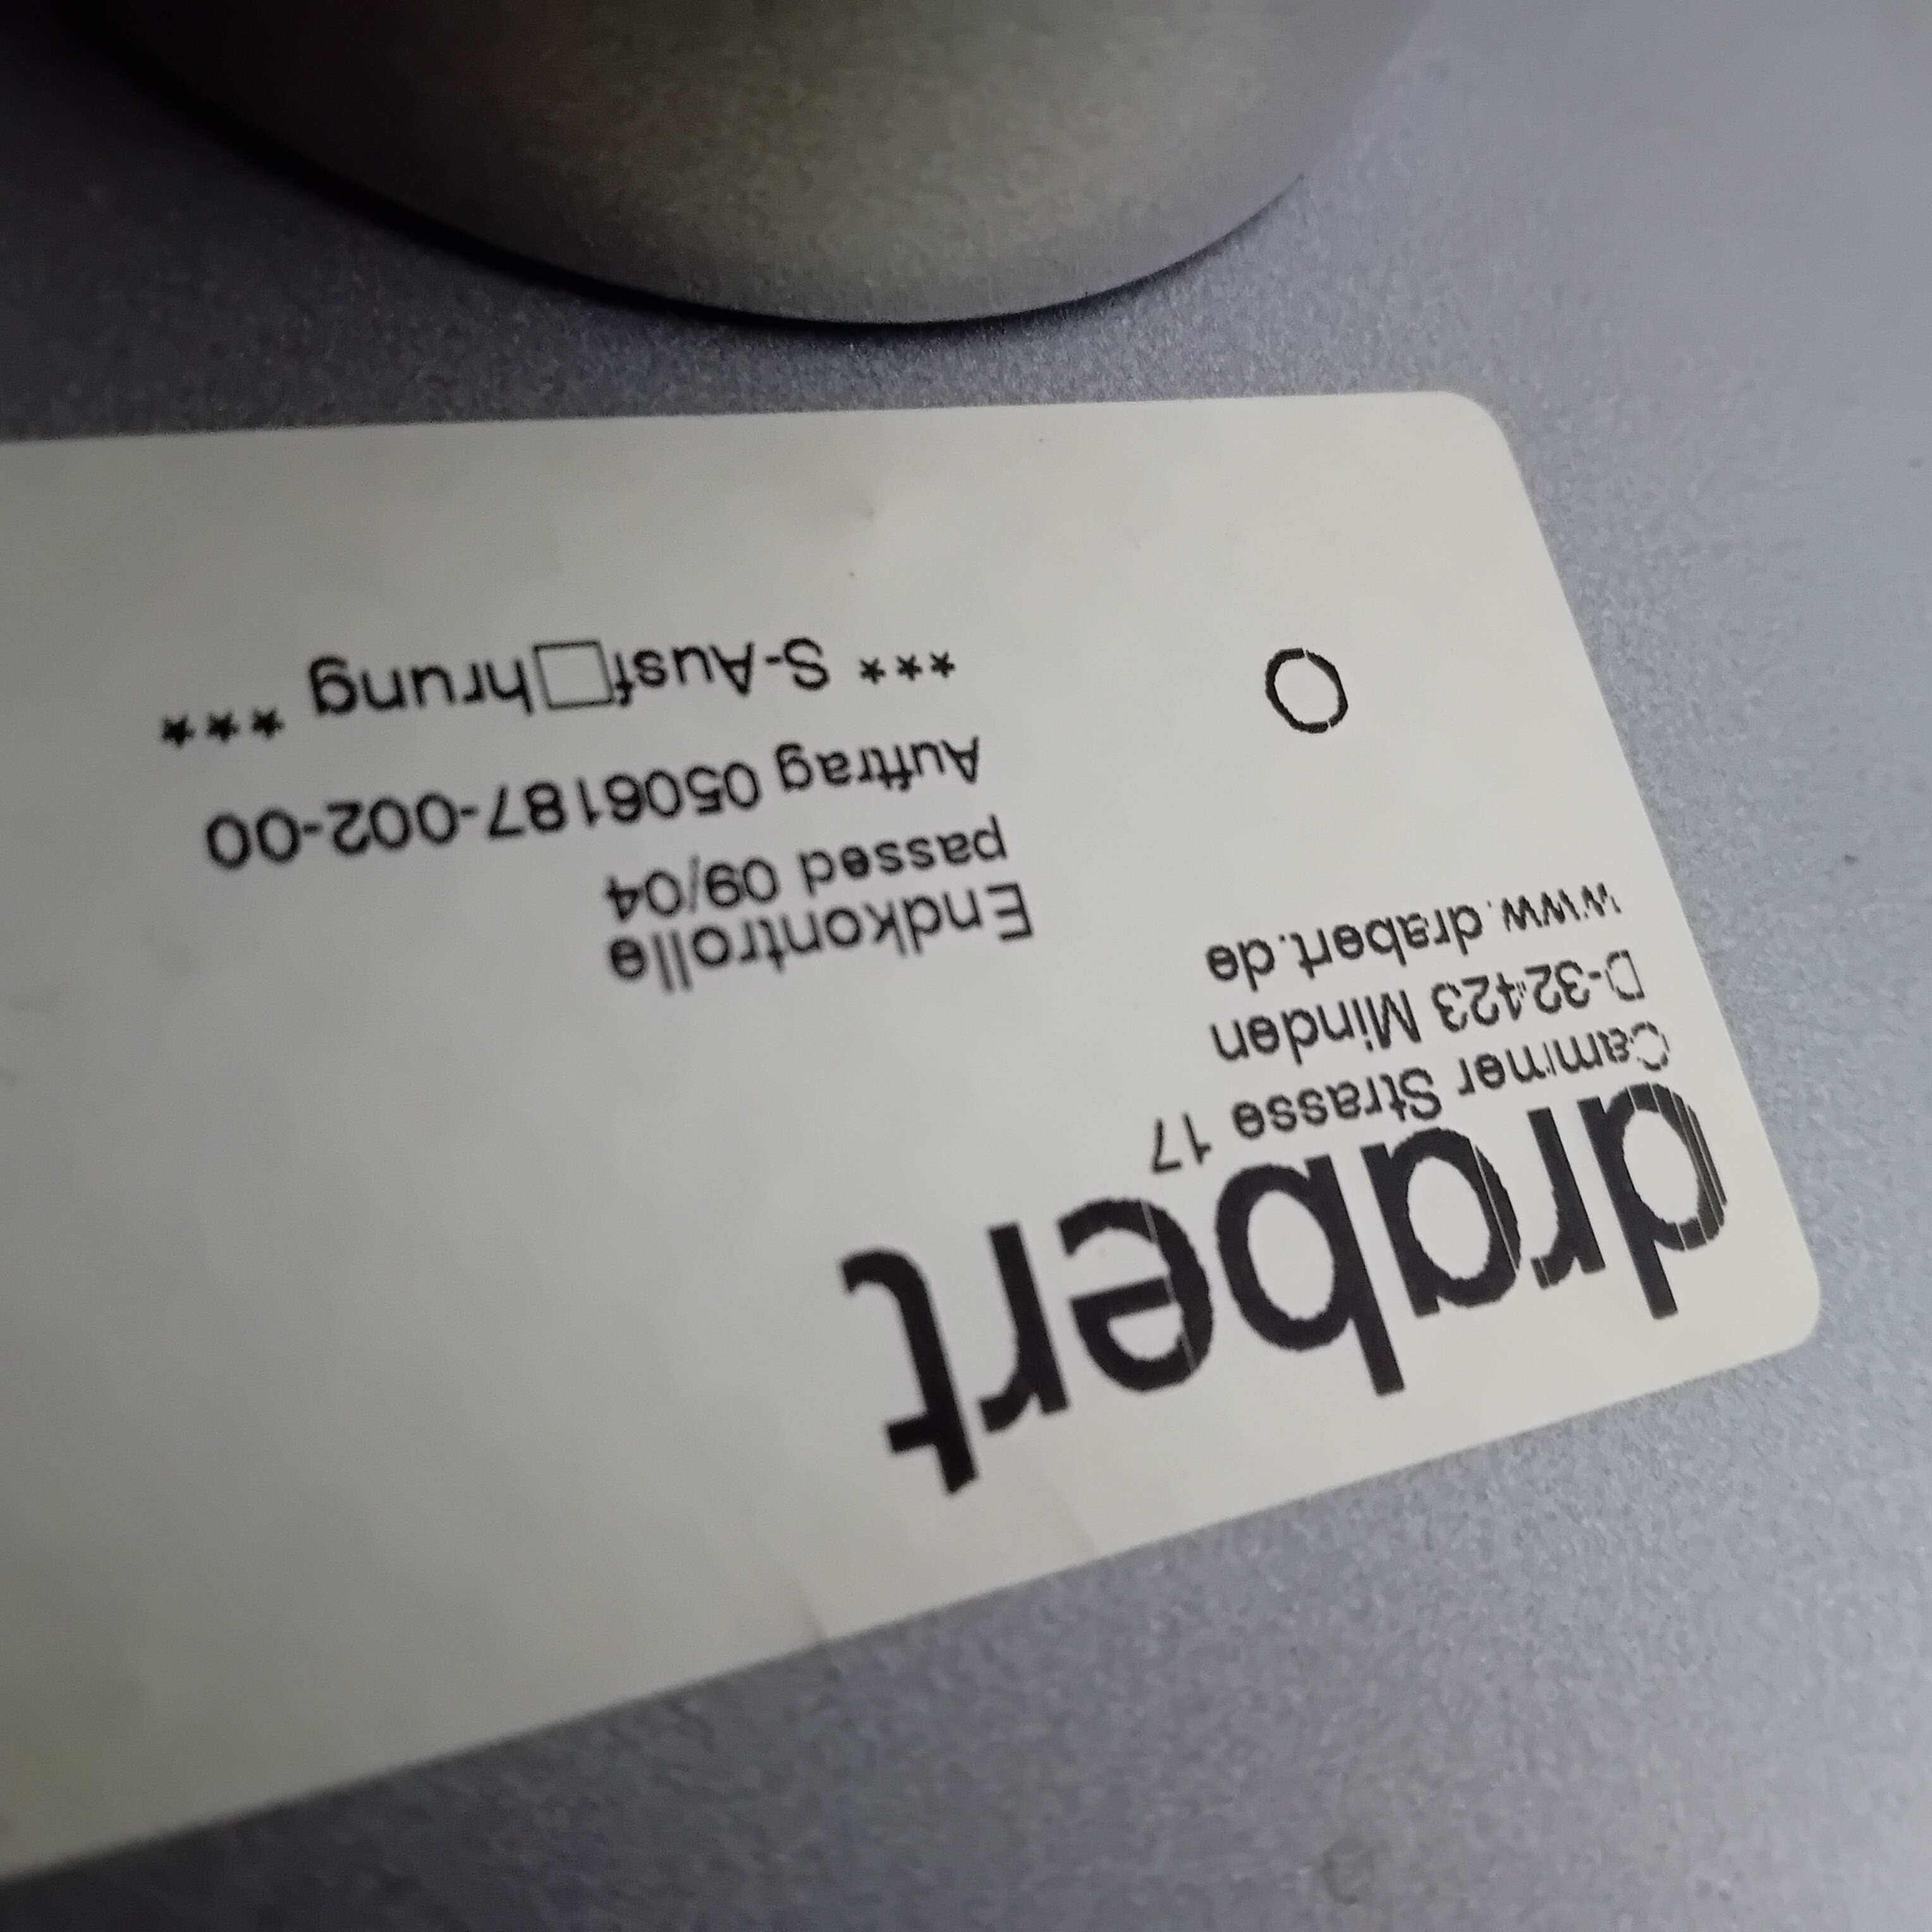 drabert
Cammer Strasse 17
D-32423 Minden
www.drabert.de
Endkontrolle
passed 09/04
Auftrag 0506187-002-00
*** S-Ausf□hrung ***
O